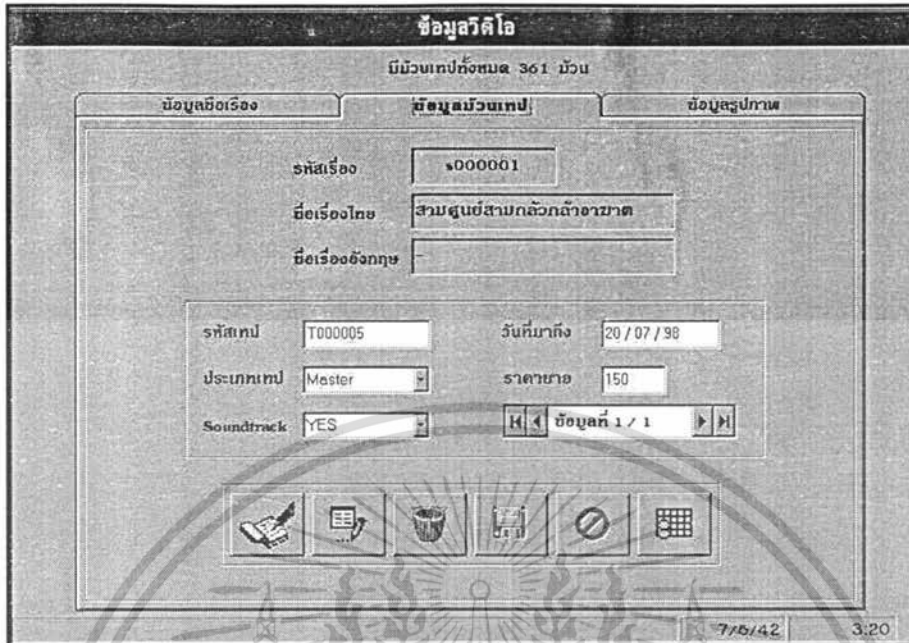 ข้อมูลวิดีโอ
มีม้วนเทปทั้งหมด 361 ม้วน
ข้อมูลชื่อเรื่อง ข้อมูลม้วนเทป ข้อมูลรูปภาพ
รหัสเรื่อง s000001
ชื่อเรื่องไทย สามศูนย์สามกลัวกล้าอาฆาต
ชื่อเรื่องอังกฤษ -
รหัสเทป T000005 วันที่มาถึง 20 / 07 / 98
ประเภทเทป Master ราคาขาย 150
Soundtrack YES ข้อมูลที่ 1 / 1
7/6/42 3:20